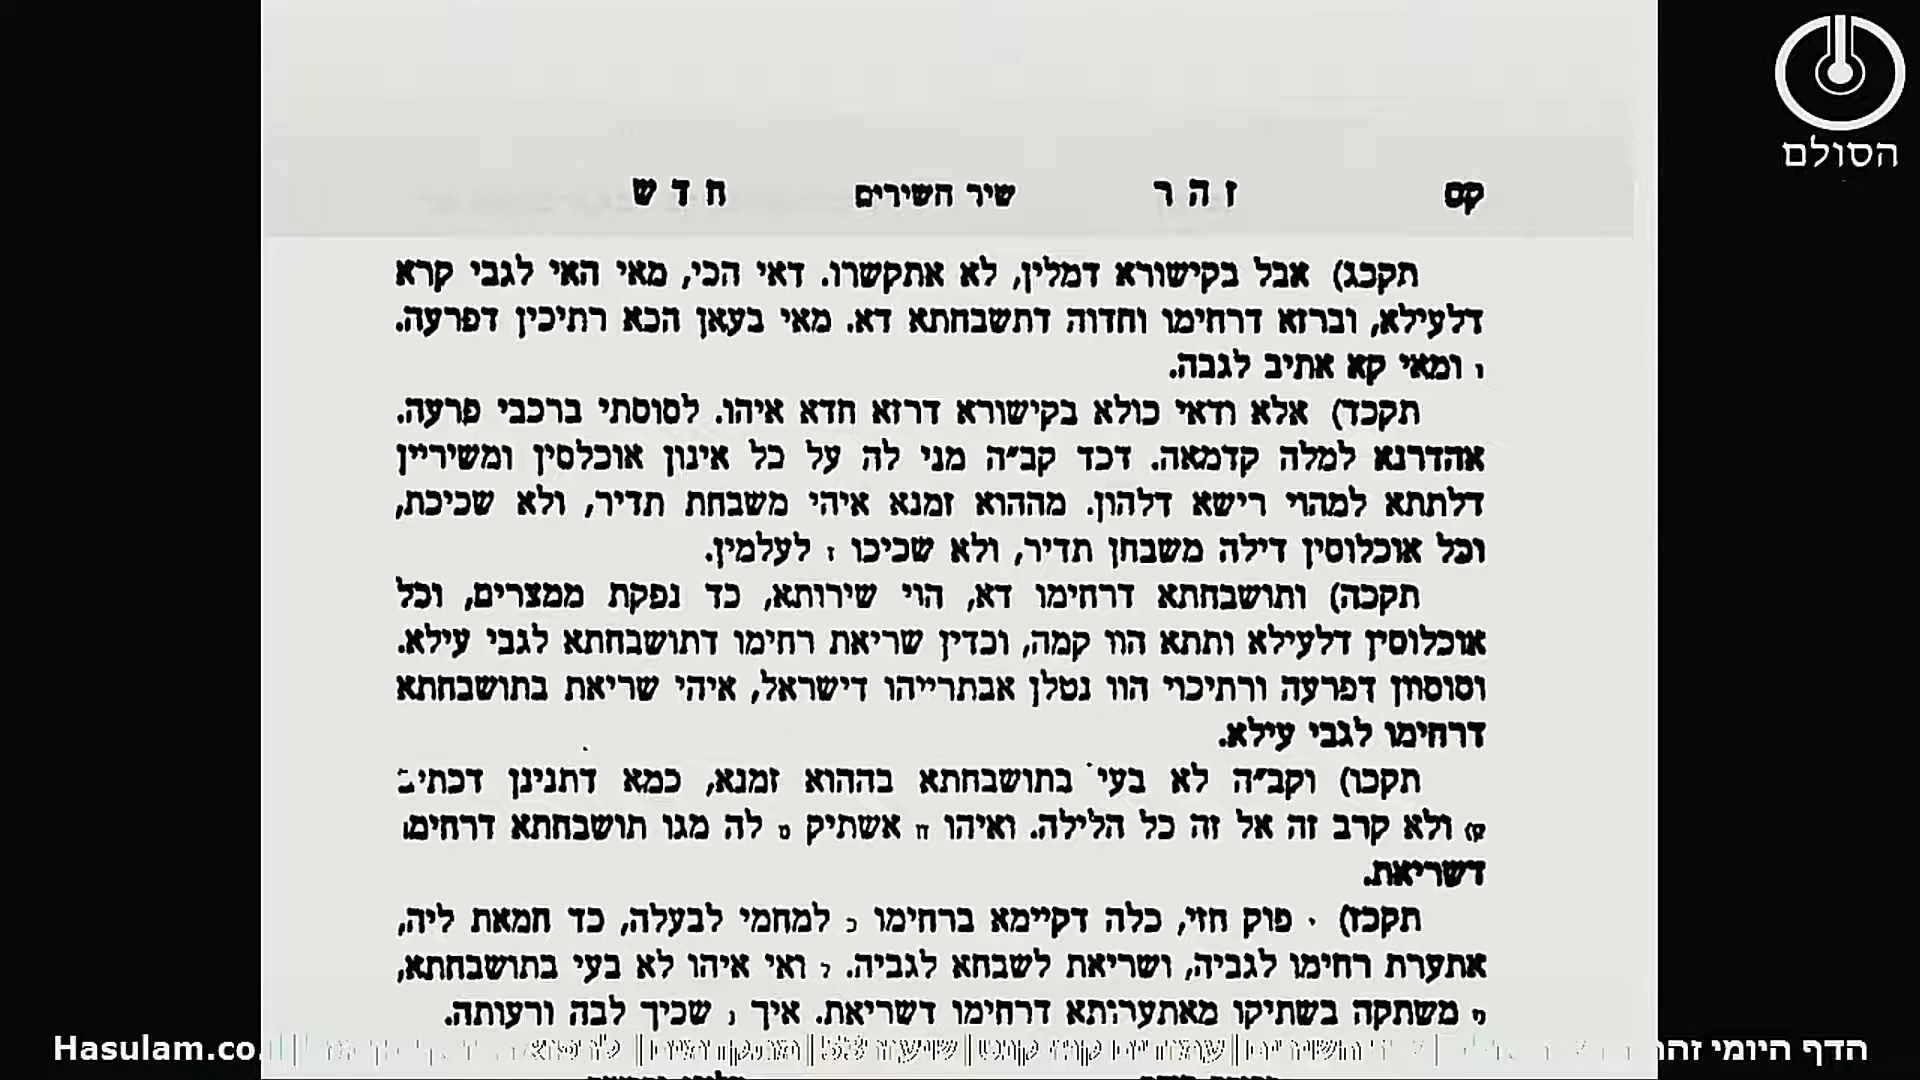 הסולם
קס זהר שיר השירים חדש
תקכג) אבל בקישורא דמלין, לא אתקשרו. דאי הכי, מאי האי לגבי קרא
דלעילא, וברזא דרחימו וחדוה דתשבחתא דא. מאי בעאן הכא רתיכין דפרעה.
ו ומאי קא אתיב לגבה.
תקכד) אלא ודאי כולא בקישורא דרזא חדא איהו. לסוסתי ברכבי פרעה.
אהדרנא למלה קדמאה. דכד קב״ה מני לה על כל אינון אוכלסין ומשיריין
דלתתא למהוי רישא דלהון. מההוא זמנא איהי משבחת תדיר, ולא שכיכת,
וכל אוכלוסין דילה משבחן תדיר, ולא שכיכו ז לעלמין.
תקכה) ותושבחתא דרחימו דא, הוי שירותא, כד נפקת ממצרים, וכל
אוכלוסין דלעילא ותתא הוו קמה, וכדין שריאת רחימו דתושבחתא לגבי עילא.
וסוסוון דפרעה ורתיכוי הוו נטלן אבתרייהו דישראל, איהי שריאת בתושבחתא
דרחימו לגבי עילא.
תקכו) וקב״ה לא בעי בתושבחתא בההוא זמנא, כמא דתנינן דכתיב
ק) ולא קרב זה אל זה כל הלילה. ואיהו ח אשתיק ט לה מגו תושבחתא דרחימו
דשריאת.
תקכז) י פוק חזי, כלה דקיימא ברחימו כ למחמי לבעלה, כד חמאת ליה,
אתערת רחימו לגביה, ושריאת לשבחא לגביה. ל ואי איהו לא בעי בתושבחתא,
מ משתקה בשתיקו מאתערותא דרחימו דשריאת. איך נ שכיך לבה ורעותה.
הדף היומי זהר
Hasulam.co.